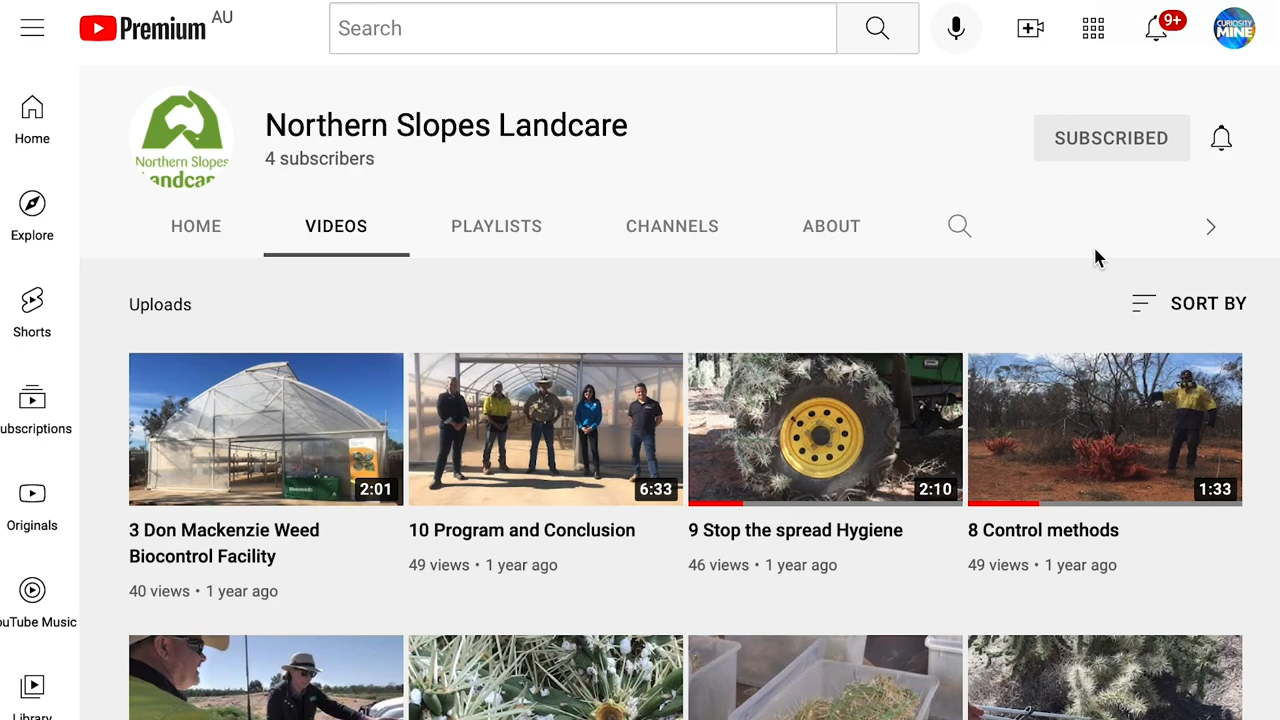 Premium AU
Search
9+
CURIOSITY
MINE
Home
Explore
Shorts
ubscriptions
Originals
ouTube Music
Library
Northern Slopes
Landcar
Northern Slopes Landcare
4 subscribers
SUBSCRIBED
HOME VIDEOS PLAYLISTS CHANNELS ABOUT
Uploads
SORT BY
2:01
3 Don Mackenzie Weed
Biocontrol Facility
40 views • 1 year ago
6:33
10 Program and Conclusion
49 views • 1 year ago
2:10
9 Stop the spread Hygiene
46 views • 1 year ago
1:33
8 Control methods
49 views • 1 year ago